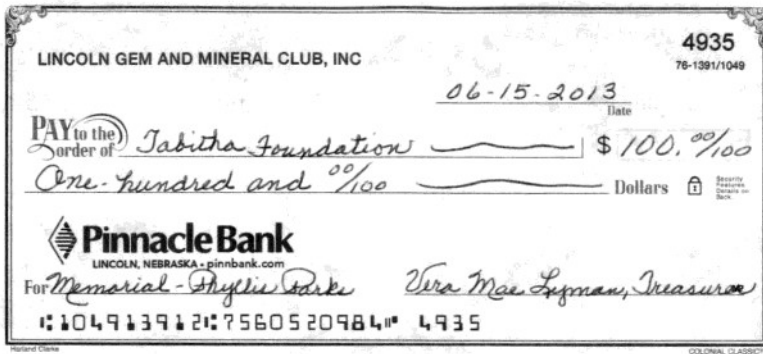 LINCOLN GEM AND MINERAL CLUB, INC
4935
76-1391/1049
06-15-2013
Date
PAY to the order of Tabitha Foundation $ 100.00/100
One-hundred and 00/100 Dollars
Security Features Details on Back
Pinnacle Bank
LINCOLN, NEBRASKA • pinnbank.com
For Memorial - Phyllis Parks Vera Mae Lyman, Treasurer
⑆104913912⑆7560520984⑈ 4935
Harland Clarke
COLONIAL CLASSIC